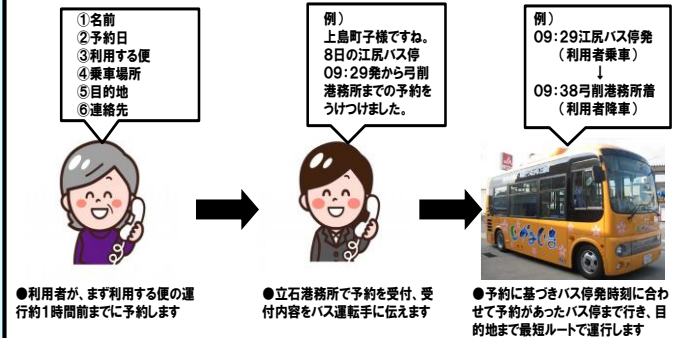 ①名前
②予約日
③利用する便
④乗車場所
⑤目的地
⑥連絡先
例）
上島町子様ですね。
8日の江尻バス停
09：29発から弓削
港務所までの予約を
うけつけました。
例）
09：29江尻バス停発
（利用者乗車）
↓
09：38弓削港務所着
（利用者降車）
●利用者が、まず利用する便の運
行約1時間前までに予約します
●立石港務所で予約を受付、受
付内容をバス運転手に伝えます
●予約に基づきバス停発時刻に合わ
せて予約があったバス停まで行き、目
的地まで最短ルートで運行します